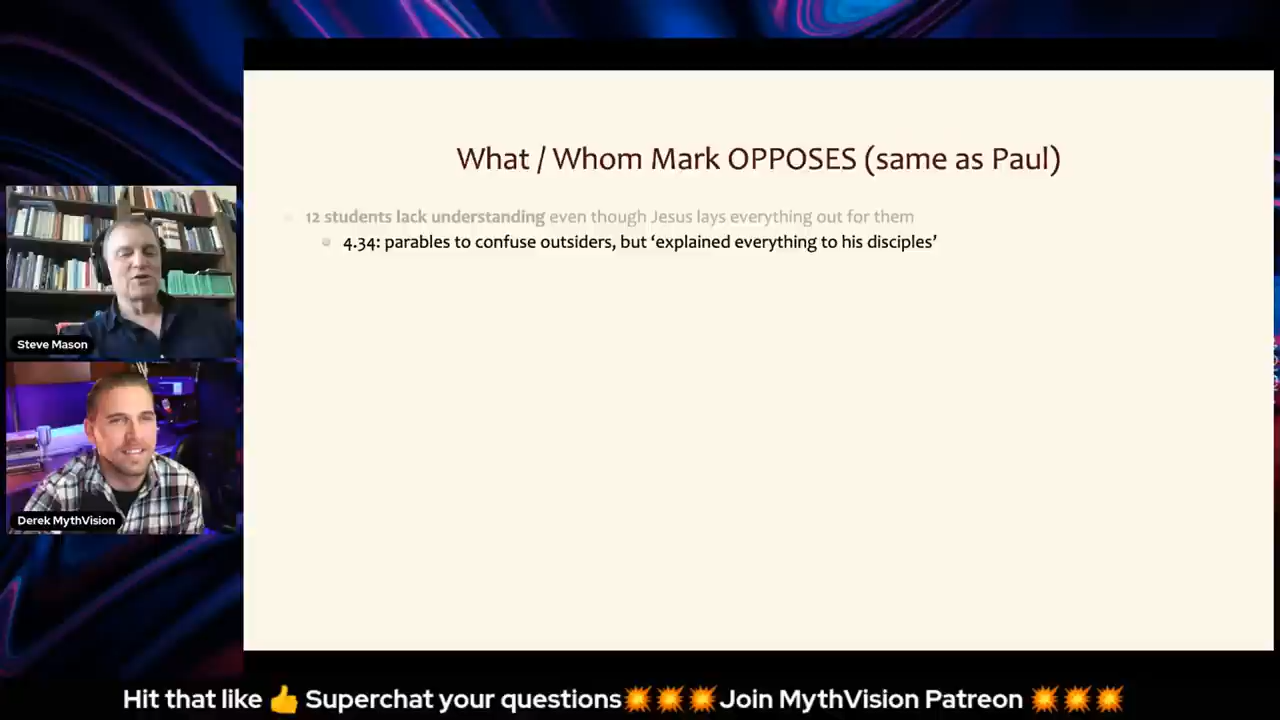 What / Whom Mark OPPOSES (same as Paul)
12 students lack understanding even though Jesus lays everything out for them
4.34: parables to confuse outsiders, but ‘explained everything to his disciples’
Steve Mason
Derek MythVision
Hit that like 👍 Superchat your questions💥💥💥Join MythVision Patreon 💥💥💥